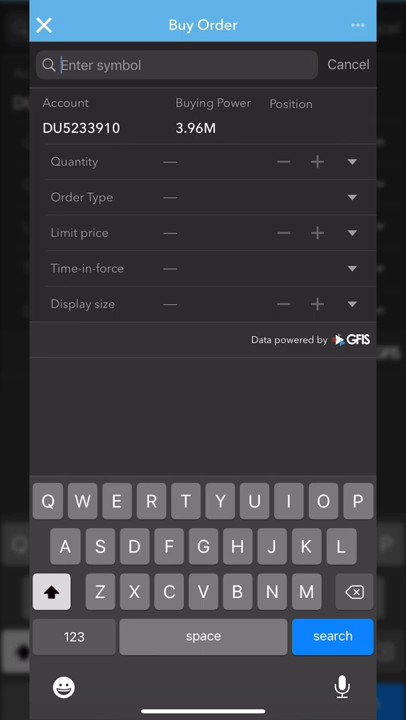 Buy Order
Enter symbol
Cancel
Account
Buying Power
Position
DU5233910
3.96M
Quantity —
Order Type —
Limit price —
Time-in-force —
Display size —
Data powered by GFIS
Q W E R T Y U I O P
A S D F G H J K L
Z X C V B N M
123 space search